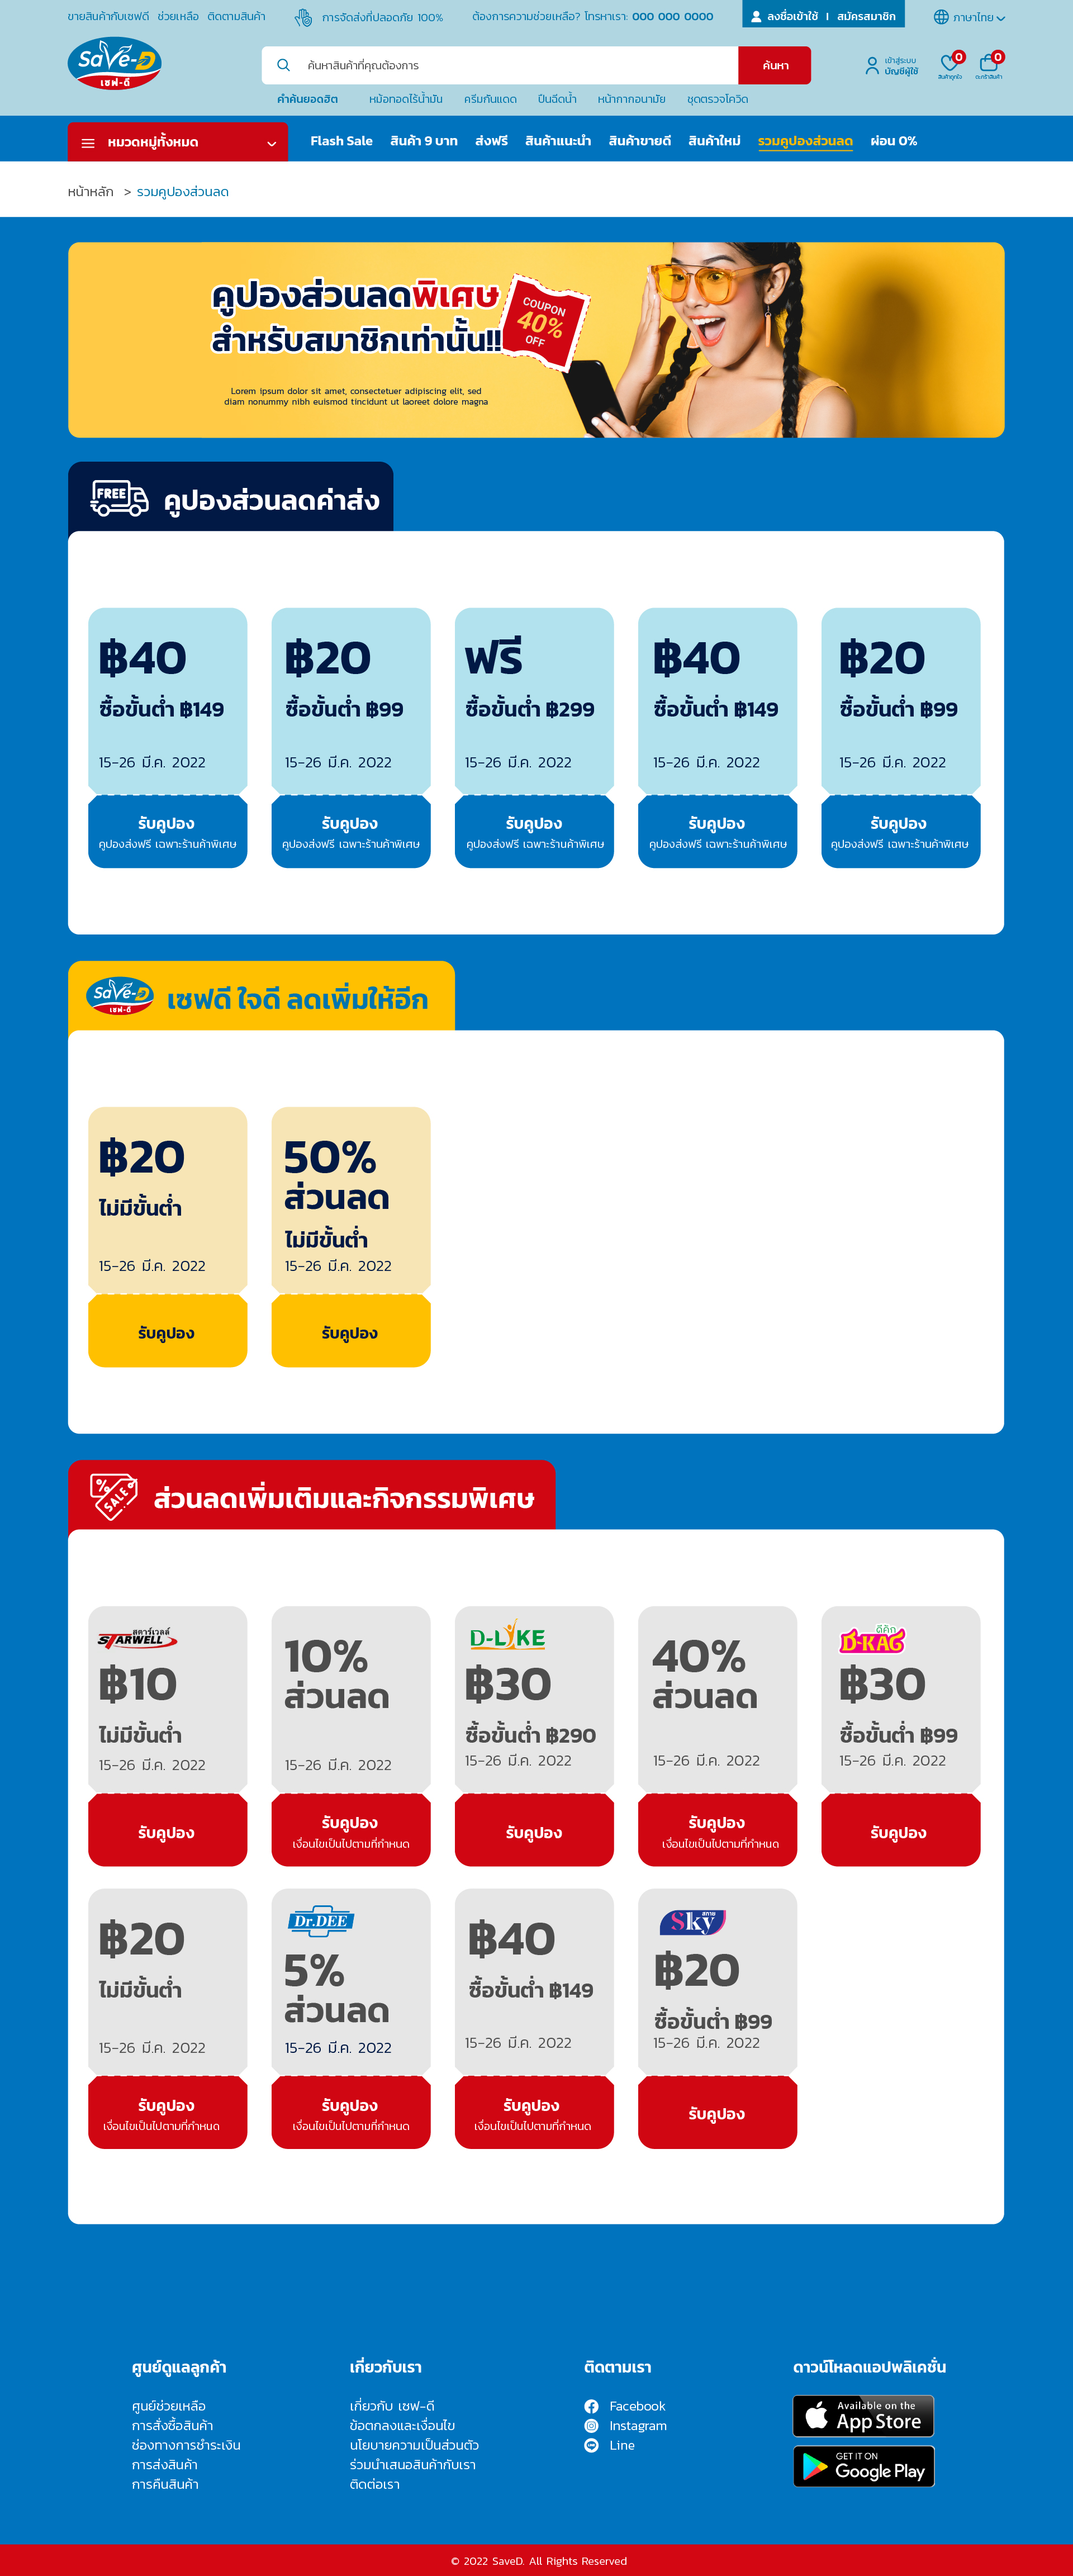 ขายสินค้ากับเซฟดี ช่วยเหลือ ติดตามสินค้า การจัดส่งที่ปลอดภัย 100% ต้องการความช่วยเหลือ? โทรหาเรา: 000 000 0000 ลงชื่อเข้าใช้ | สมัครสมาชิก ภาษาไทย
SaVe-D
เซฟ-ดี
ค้นหาสินค้าที่คุณต้องการ ค้นหา
เข้าสู่ระบบ
บัญชีผู้ใช้
0
สินค้าถูกใจ
0
ตะกร้าสินค้า
คำค้นยอดฮิต หม้อทอดไร้น้ำมัน ครีมกันแดด ปืนฉีดน้ำ หน้ากากอนามัย ชุดตรวจโควิด
หมวดหมู่ทั้งหมด Flash Sale สินค้า 9 บาท ส่งฟรี สินค้าแนะนำ สินค้าขายดี สินค้าใหม่ รวมคูปองส่วนลด ผ่อน 0%
หน้าหลัก > รวมคูปองส่วนลด
คูปองส่วนลดพิเศษ
สำหรับสมาชิกเท่านั้น!!
COUPON
40%
OFF
Lorem ipsum dolor sit amet, consectetuer adipiscing elit, sed
diam nonummy nibh euismod tincidunt ut laoreet dolore magna
FREE คูปองส่วนลดค่าส่ง
฿40 ฿20 ฟรี ฿40 ฿20
ซื้อขั้นต่ำ ฿149 ซื้อขั้นต่ำ ฿99 ซื้อขั้นต่ำ ฿299 ซื้อขั้นต่ำ ฿149 ซื้อขั้นต่ำ ฿99
15-26 มี.ค. 2022 15-26 มี.ค. 2022 15-26 มี.ค. 2022 15-26 มี.ค. 2022 15-26 มี.ค. 2022
รับคูปอง รับคูปอง รับคูปอง รับคูปอง รับคูปอง
คูปองส่งฟรี เฉพาะร้านค้าพิเศษ คูปองส่งฟรี เฉพาะร้านค้าพิเศษ คูปองส่งฟรี เฉพาะร้านค้าพิเศษ คูปองส่งฟรี เฉพาะร้านค้าพิเศษ คูปองส่งฟรี เฉพาะร้านค้าพิเศษ
SaVe-D
เซฟ-ดี
เซฟดี ใจดี ลดเพิ่มให้อีก
฿20
ไม่มีขั้นต่ำ
15-26 มี.ค. 2022
รับคูปอง
50%
ส่วนลด
ไม่มีขั้นต่ำ
15-26 มี.ค. 2022
รับคูปอง
% SALE ส่วนลดเพิ่มเติมและกิจกรรมพิเศษ
สตาร์เวลล์
STARWELL
฿10
ไม่มีขั้นต่ำ
15-26 มี.ค. 2022
รับคูปอง
10%
ส่วนลด
15-26 มี.ค. 2022
รับคูปอง
เงื่อนไขเป็นไปตามที่กำหนด
D-LIKE
฿30
ซื้อขั้นต่ำ ฿290
15-26 มี.ค. 2022
รับคูปอง
40%
ส่วนลด
15-26 มี.ค. 2022
รับคูปอง
เงื่อนไขเป็นไปตามที่กำหนด
ดีคิก
D-KAG
฿30
ซื้อขั้นต่ำ ฿99
15-26 มี.ค. 2022
รับคูปอง
฿20
ไม่มีขั้นต่ำ
15-26 มี.ค. 2022
รับคูปอง
เงื่อนไขเป็นไปตามที่กำหนด
Dr.DEE
5%
ส่วนลด
15-26 มี.ค. 2022
รับคูปอง
เงื่อนไขเป็นไปตามที่กำหนด
฿40
ซื้อขั้นต่ำ ฿149
15-26 มี.ค. 2022
รับคูปอง
เงื่อนไขเป็นไปตามที่กำหนด
สกาย
Sky
฿20
ซื้อขั้นต่ำ ฿99
15-26 มี.ค. 2022
รับคูปอง
ศูนย์ดูแลลูกค้า
ศูนย์ช่วยเหลือ
การสั่งซื้อสินค้า
ช่องทางการชำระเงิน
การส่งสินค้า
การคืนสินค้า
เกี่ยวกับเรา
เกี่ยวกับ เซฟ-ดี
ข้อตกลงและเงื่อนไข
นโยบายความเป็นส่วนตัว
ร่วมนำเสนอสินค้ากับเรา
ติดต่อเรา
ติดตามเรา
Facebook
Instagram
Line
ดาวน์โหลดแอปพลิเคชั่น
Available on the
App Store
GET IT ON
Google Play
© 2022 SaveD. All Rights Reserved